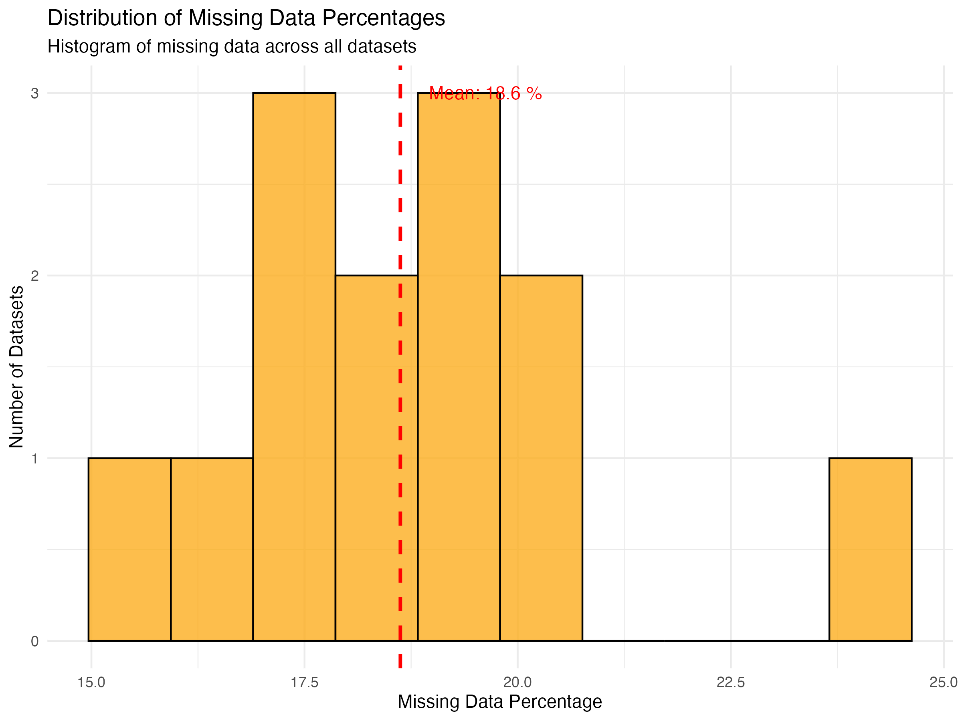 Distribution of Missing Data Percentages
Histogram of missing data across all datasets
Mean: 18.6 %
3
2
1
0
Number of Datasets
15.0
17.5
20.0
22.5
25.0
Missing Data Percentage